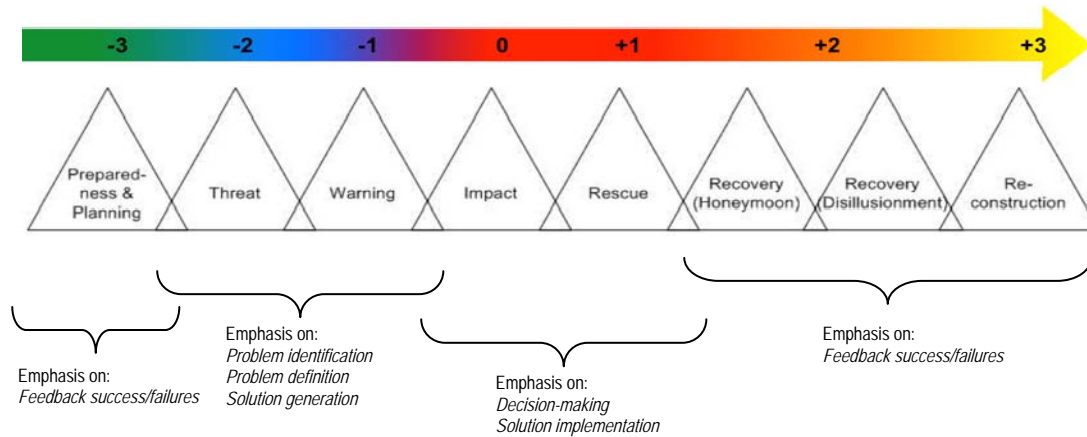 -3 -2 -1 0 +1 +2 +3
Prepared-
ness &
Planning
Threat
Warning
Impact
Rescue
Recovery
(Honeymoon)
Recovery
(Disillusionment)
Re-
construction
Emphasis on:
Feedback success/failures
Emphasis on:
Problem identification
Problem definition
Solution generation
Emphasis on:
Decision-making
Solution implementation
Emphasis on:
Feedback success/failures